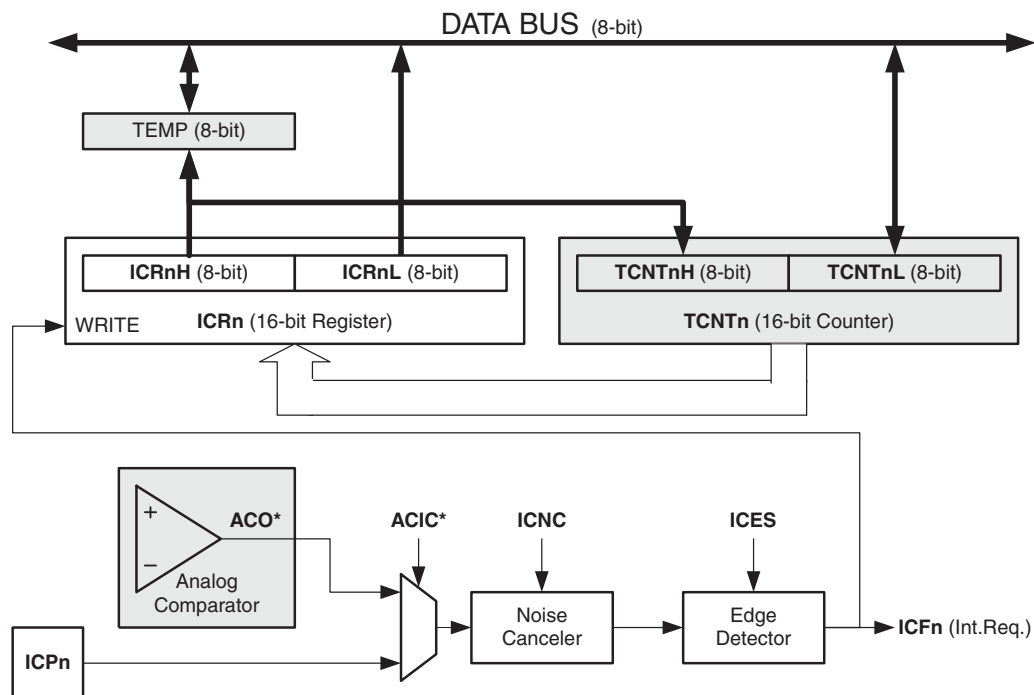 DATA BUS (8-bit)
TEMP (8-bit)
ICRnH (8-bit)
ICRnL (8-bit)
TCNTnH (8-bit)
TCNTnL (8-bit)
WRITE
ICRn (16-bit Register)
TCNTn (16-bit Counter)
+
−
ACO*
Analog
Comparator
ACIC*
ICNC
ICES
Noise
Canceler
Edge
Detector
ICFn (Int.Req.)
ICPn